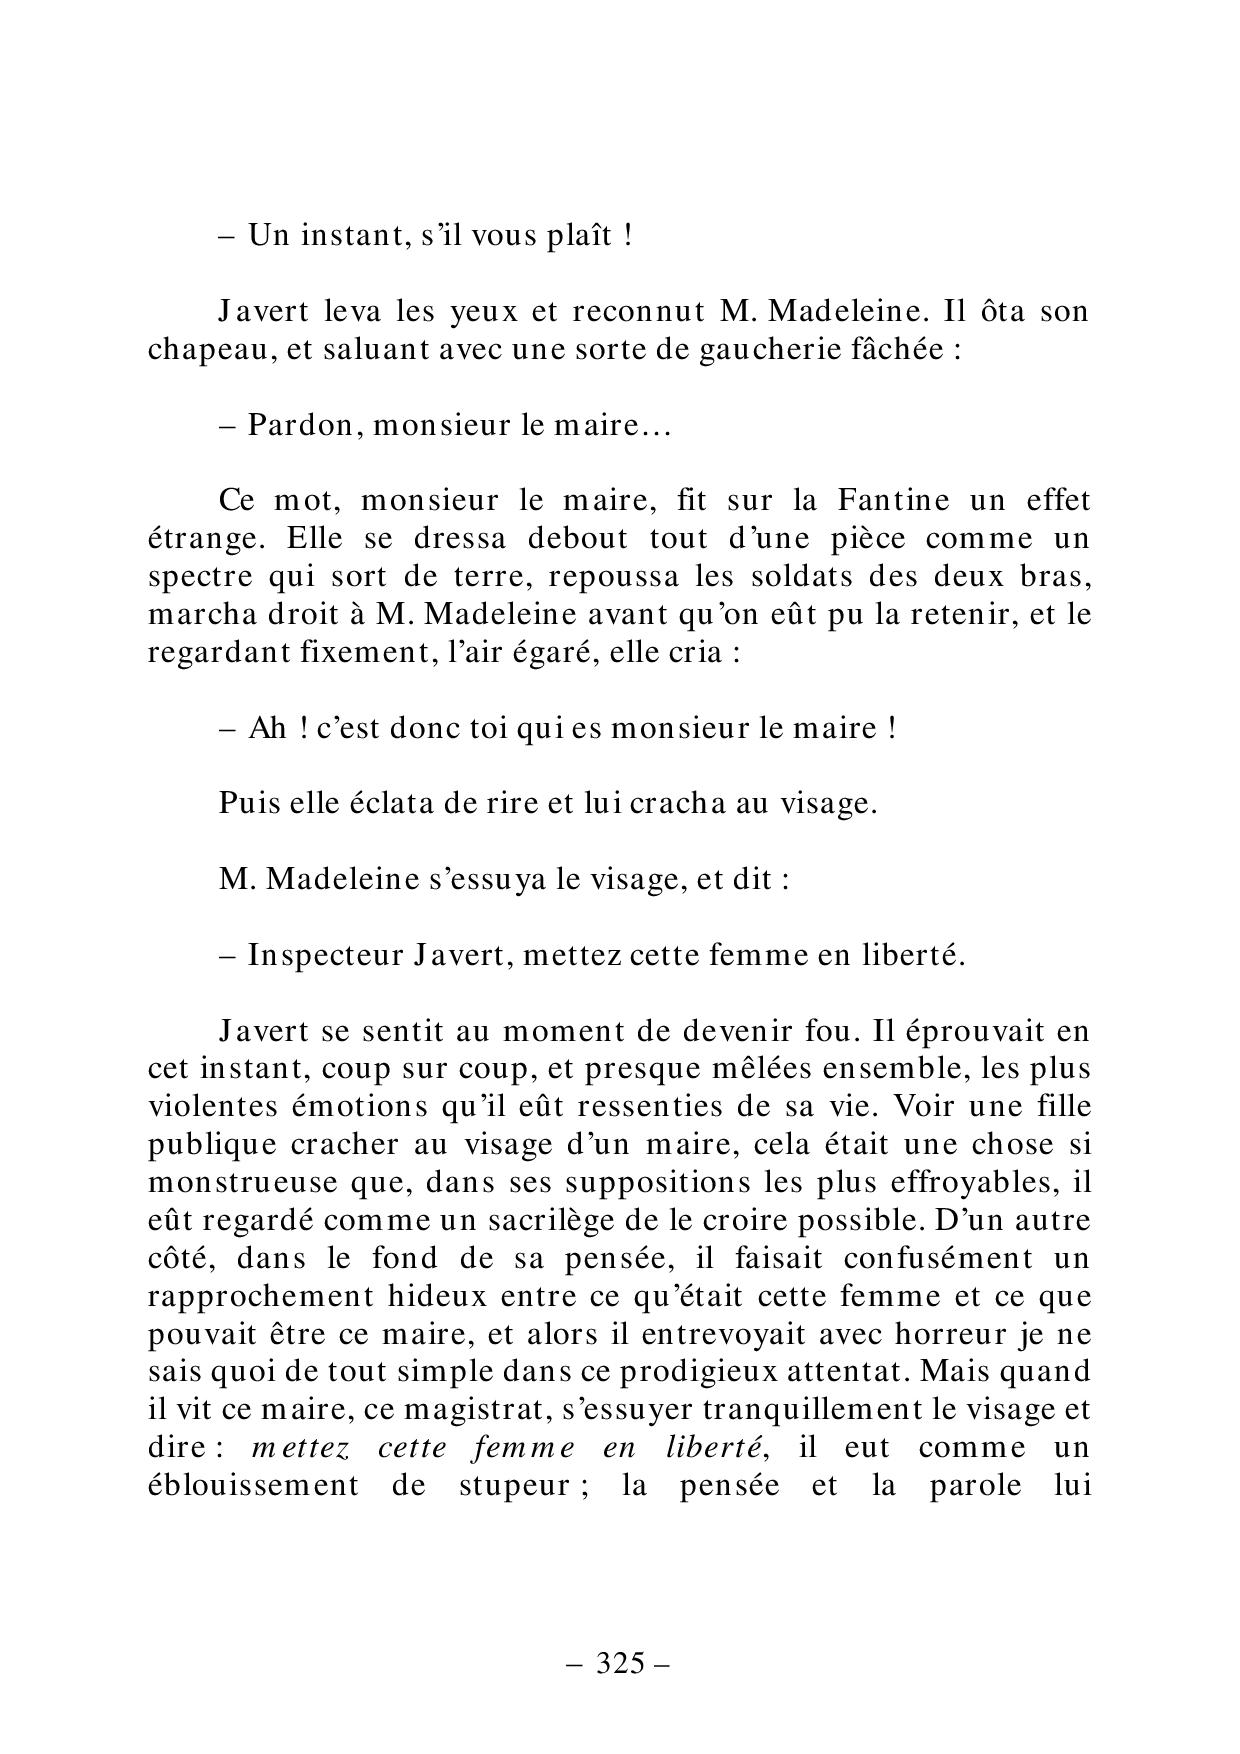 – Un instant, s’il vous plaît !
Javert leva les yeux et reconnut M. Madeleine. Il ôta son
chapeau, et saluant avec une sorte de gaucherie fâchée :
– Pardon, monsieur le maire…
Ce mot, monsieur le maire, fit sur la Fantine un effet
étrange. Elle se dressa debout tout d’une pièce comme un
spectre qui sort de terre, repoussa les soldats des deux bras,
marcha droit à M. Madeleine avant qu’on eût pu la retenir, et le
regardant fixement, l’air égaré, elle cria :
– Ah ! c’est donc toi qui es monsieur le maire !
Puis elle éclata de rire et lui cracha au visage.
M. Madeleine s’essuya le visage, et dit :
– Inspecteur Javert, mettez cette femme en liberté.
Javert se sentit au moment de devenir fou. Il éprouvait en
cet instant, coup sur coup, et presque mêlées ensemble, les plus
violentes émotions qu’il eût ressenties de sa vie. Voir une fille
publique cracher au visage d’un maire, cela était une chose si
monstrueuse que, dans ses suppositions les plus effroyables, il
eût regardé comme un sacrilège de le croire possible. D’un autre
côté, dans le fond de sa pensée, il faisait confusément un
rapprochement hideux entre ce qu’était cette femme et ce que
pouvait être ce maire, et alors il entrevoyait avec horreur je ne
sais quoi de tout simple dans ce prodigieux attentat. Mais quand
il vit ce maire, ce magistrat, s’essuyer tranquillement le visage et
dire : mettez cette femme en liberté, il eut comme un
éblouissement de stupeur ; la pensée et la parole lui
– 325 –